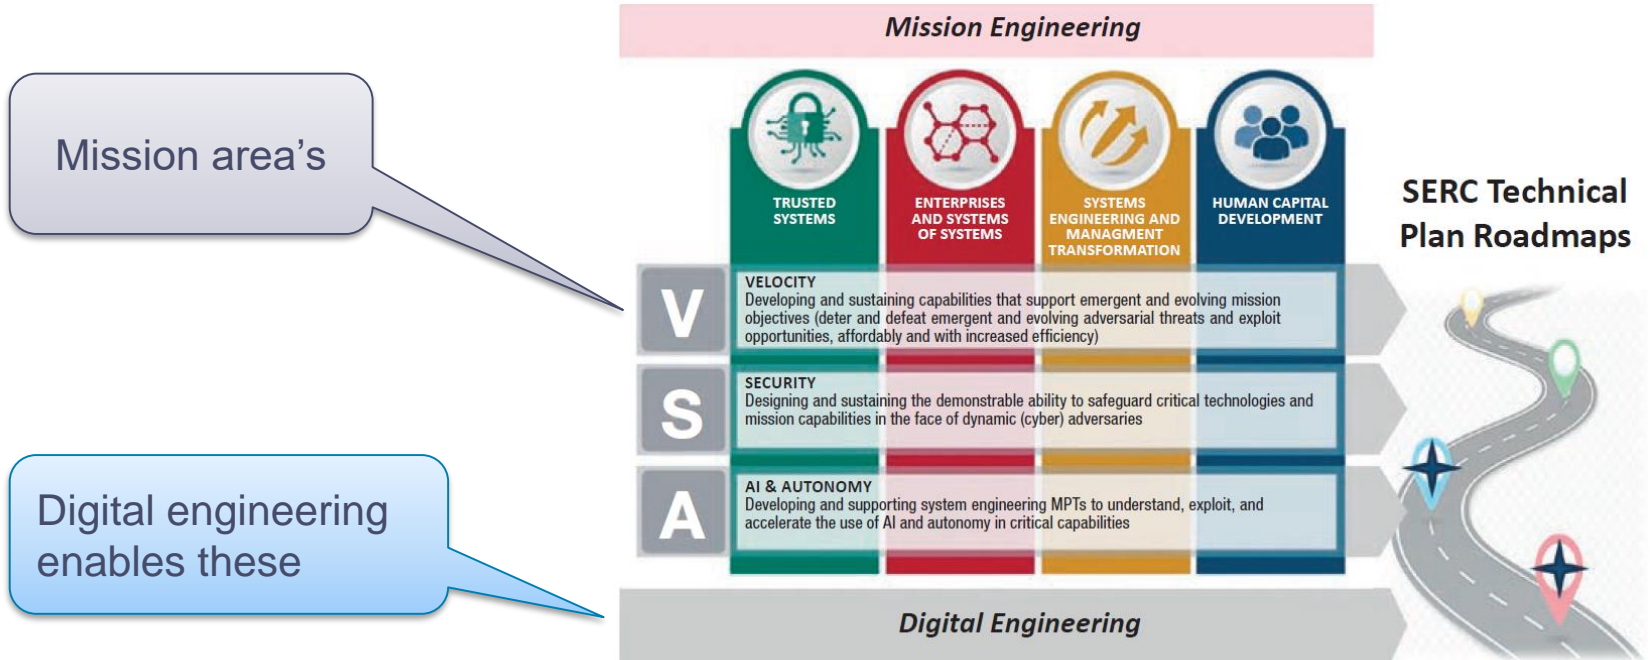 Mission Engineering
Mission area’s
TRUSTED
SYSTEMS
ENTERPRISES
AND SYSTEMS
OF SYSTEMS
SYSTEMS
ENGINEERING AND
MANAGMENT
TRANSFORMATION
HUMAN CAPITAL
DEVELOPMENT
SERC Technical
Plan Roadmaps
V
VELOCITY
Developing and sustaining capabilities that support emergent and evolving mission
objectives (deter and defeat emergent and evolving adversarial threats and exploit
opportunities, affordably and with increased efficiency)
S
SECURITY
Designing and sustaining the demonstrable ability to safeguard critical technologies and
mission capabilities in the face of dynamic (cyber) adversaries
A
AI & AUTONOMY
Developing and supporting system engineering MPTs to understand, exploit, and
accelerate the use of AI and autonomy in critical capabilities
Digital engineering
enables these
Digital Engineering